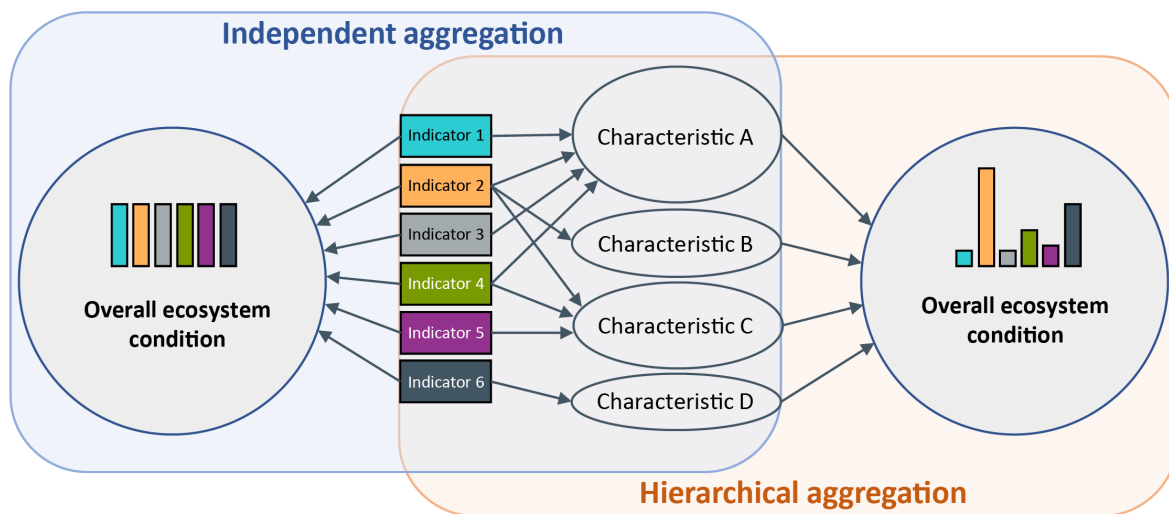 Independent aggregation
Indicator 1
Indicator 2
Indicator 3
Indicator 4
Indicator 5
Indicator 6
Characteristic A
Characteristic B
Characteristic C
Characteristic D
Overall ecosystem
condition
Overall ecosystem
condition
Hierarchical aggregation